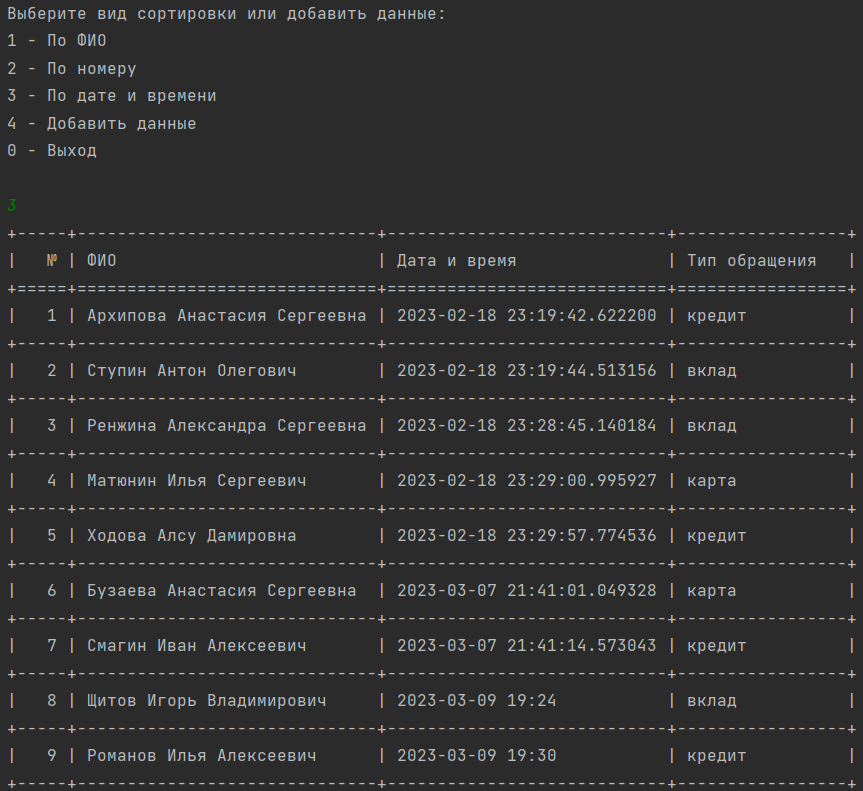 Выберите вид сортировки или добавить данные:
1 - По ФИО
2 - По номеру
3 - По дате и времени
4 - Добавить данные
0 - Выход
3
+-----+------------------------------+----------------------------+-----------------+
|   № | ФИО                          | Дата и время               | Тип обращения   |
+=====+==============================+============================+=================+
|   1 | Архипова Анастасия Сергеевна | 2023-02-18 23:19:42.622200 | кредит          |
+-----+------------------------------+----------------------------+-----------------+
|   2 | Ступин Антон Олегович        | 2023-02-18 23:19:44.513156 | вклад           |
+-----+------------------------------+----------------------------+-----------------+
|   3 | Ренжина Александра Сергеевна | 2023-02-18 23:28:45.140184 | вклад           |
+-----+------------------------------+----------------------------+-----------------+
|   4 | Матюнин Илья Сергеевич       | 2023-02-18 23:29:00.995927 | карта           |
+-----+------------------------------+----------------------------+-----------------+
|   5 | Ходова Алсу Дамировна        | 2023-02-18 23:29:57.774536 | кредит          |
+-----+------------------------------+----------------------------+-----------------+
|   6 | Бузаева Анастасия Сергеевна  | 2023-03-07 21:41:01.049328 | карта           |
+-----+------------------------------+----------------------------+-----------------+
|   7 | Смагин Иван Алексеевич       | 2023-03-07 21:41:14.573043 | кредит          |
+-----+------------------------------+----------------------------+-----------------+
|   8 | Щитов Игорь Владимирович     | 2023-03-09 19:24           | вклад           |
+-----+------------------------------+----------------------------+-----------------+
|   9 | Романов Илья Алексеевич      | 2023-03-09 19:30           | кредит          |
+-----+------------------------------+----------------------------+-----------------+